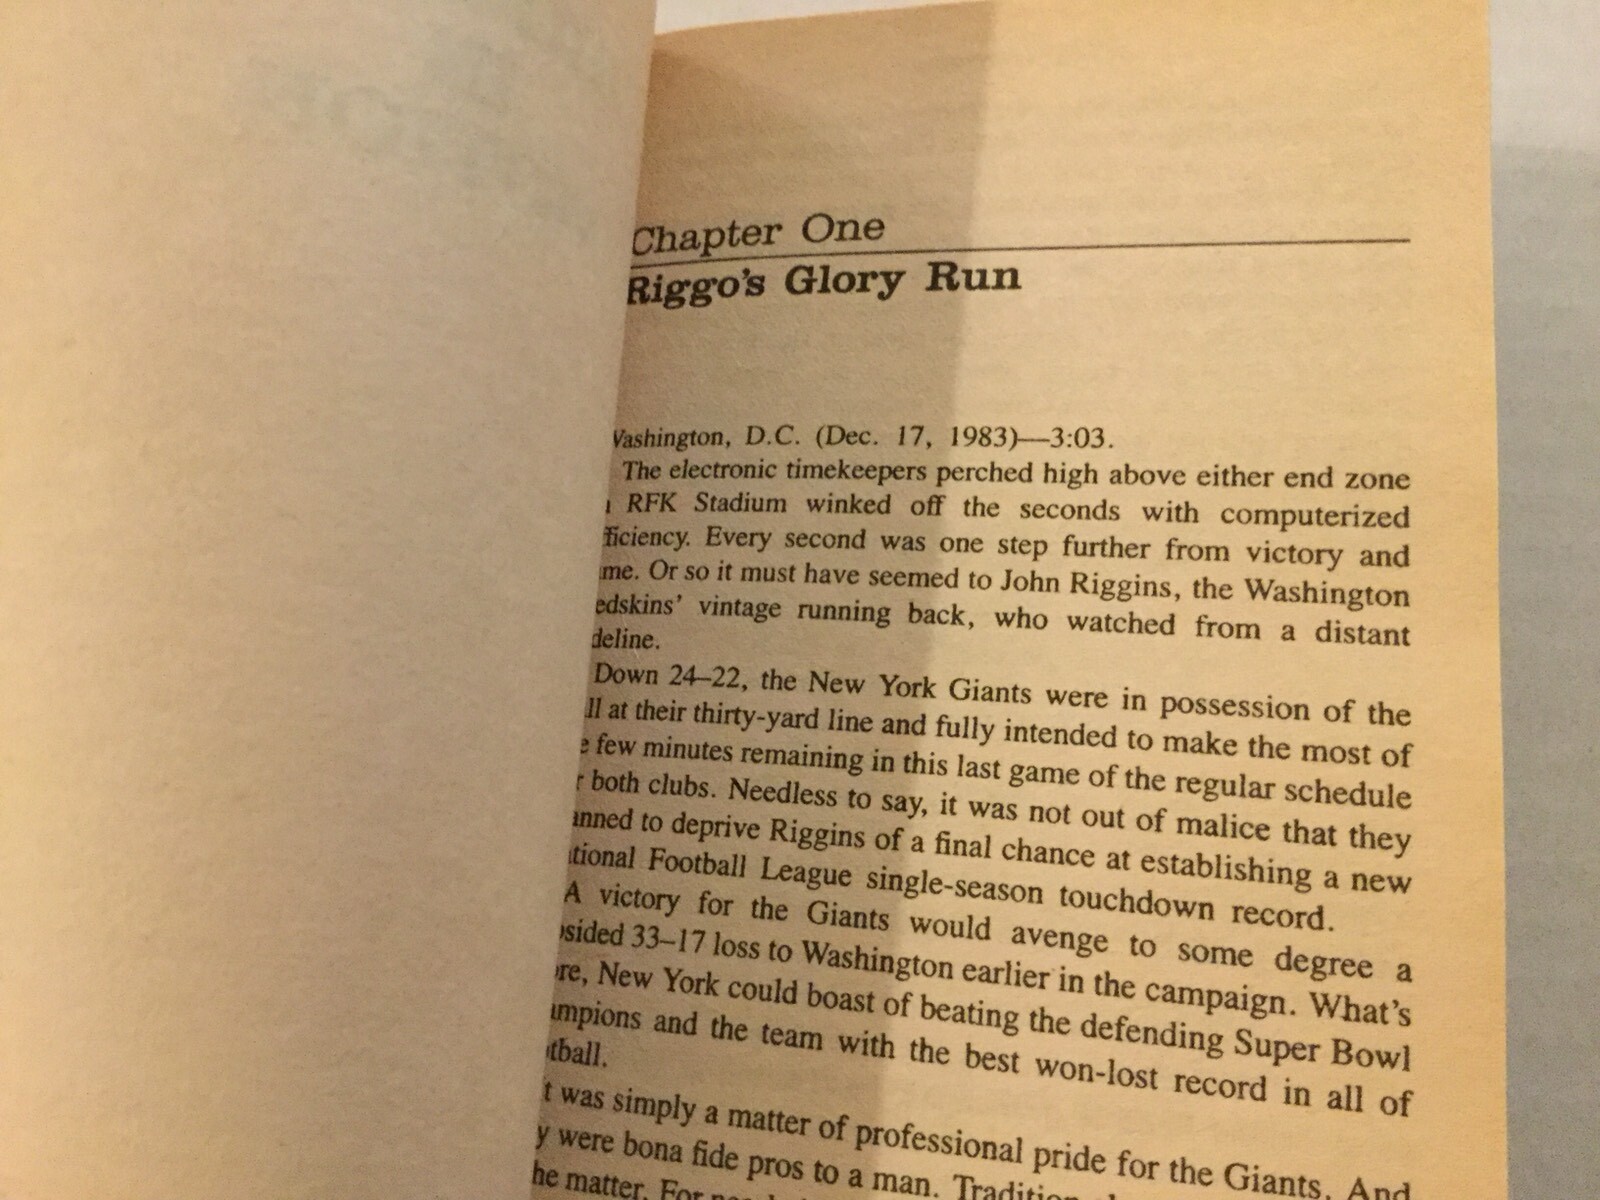 Chapter One
Riggo's Glory Run
Washington, D.C. (Dec. 17, 1983)—3:03.
The electronic timekeepers perched high above either end zone
RFK Stadium winked off the seconds with computerized
ficiency. Every second was one step further from victory and
me. Or so it must have seemed to John Riggins, the Washington
edskins' vintage running back, who watched from a distant
deline.
Down 24–22, the New York Giants were in possession of the
ll at their thirty-yard line and fully intended to make the most of
e few minutes remaining in this last game of the regular schedule
r both clubs. Needless to say, it was not out of malice that they
nned to deprive Riggins of a final chance at establishing a new
tional Football League single-season touchdown record.
A victory for the Giants would avenge to some degree a
sided 33–17 loss to Washington earlier in the campaign. What's
re, New York could boast of beating the defending Super Bowl
mpions and the team with the best won-lost record in all of
tball.
t was simply a matter of professional pride for the Giants. And
y were bona fide pros to a man.
he matter. For